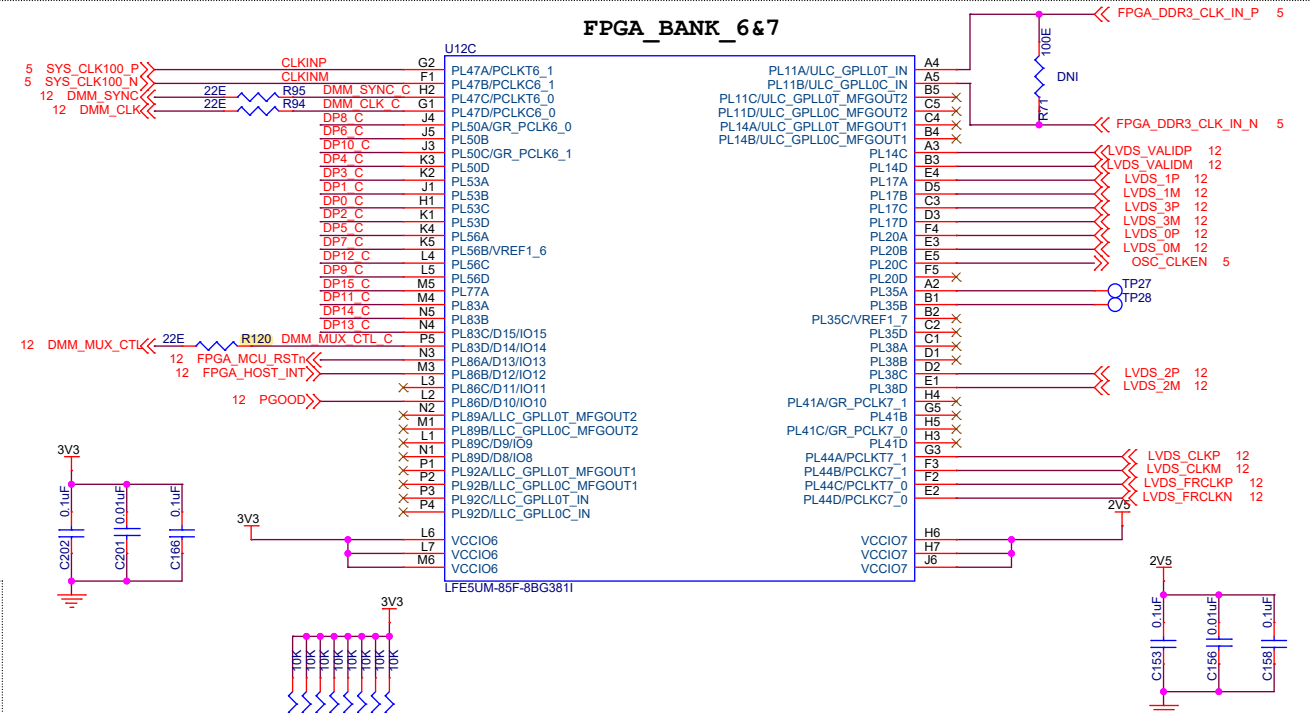 FPGA_BANK_6&7
U12C
5 SYS_CLK100_P CLKINP G2 PL47A/PCLKT6_1
5 SYS_CLK100_N CLKINM F1 PL47B/PCLKC6_1
12 DMM_SYNC 22E R95 DMM_SYNC_C H2 PL47C/PCLKT6_0
12 DMM_CLK 22E R94 DMM_CLK_C G1 PL47D/PCLKC6_0
DP8_C J4 PL50A/GR_PCLK6_0
DP6_C J5 PL50B
DP10_C J3 PL50C/GR_PCLK6_1
DP4_C K3 PL50D
DP3_C K2 PL53A
DP1_C J1 PL53B
DP0_C H1 PL53C
DP2_C K1 PL53D
DP5_C K4 PL56A
DP7_C K5 PL56B/VREF1_6
DP12_C L4 PL56C
DP9_C L5 PL56D
DP15_C M5 PL77A
DP11_C M4 PL83A
DP14_C N5 PL83B
DP13_C N4 PL83C/D15/IO15
12 DMM_MUX_CTL 22E R120 DMM_MUX_CTL_C P5 PL83D/D14/IO14
12 FPGA_MCU_RSTn N3 PL86A/D13/IO13
12 FPGA_HOST_INT M3 PL86B/D12/IO12
L3 PL86C/D11/IO11
12 PGOOD L2 PL86D/D10/IO10
N2 PL89A/LLC_GPLL0T_MFGOUT2
M1 PL89B/LLC_GPLL0C_MFGOUT2
L1 PL89C/D9/IO9
N1 PL89D/D8/IO8
P1 PL92A/LLC_GPLL0T_MFGOUT1
P2 PL92B/LLC_GPLL0C_MFGOUT1
P3 PL92C/LLC_GPLL0T_IN
P4 PL92D/LLC_GPLL0C_IN
3V3
L6 VCCIO6
L7 VCCIO6
M6 VCCIO6
LFE5UM-85F-8BG381I
PL11A/ULC_GPLL0T_IN A4
FPGA_DDR3_CLK_IN_P 5
PL11B/ULC_GPLL0C_IN A5
100E
DNI
R71
FPGA_DDR3_CLK_IN_N 5
PL11C/ULC_GPLL0T_MFGOUT2 B5
PL11D/ULC_GPLL0C_MFGOUT2 C5
PL14A/ULC_GPLL0T_MFGOUT1 C4
PL14B/ULC_GPLL0C_MFGOUT1 B4
PL14C A3 LVDS_VALIDP 12
PL14D B3 LVDS_VALIDM 12
PL17A E4 LVDS_1P 12
PL17B D5 LVDS_1M 12
PL17C C3 LVDS_3P 12
PL17D D3 LVDS_3M 12
PL20A F4 LVDS_0P 12
PL20B E3 LVDS_0M 12
PL20C E5 OSC_CLKEN 5
PL20D F5
PL35A A2 TP27
PL35B B1 TP28
PL35C/VREF1_7 B2
PL35D C2
PL38A C1
PL38B D1
PL38C D2 LVDS_2P 12
PL38D E1 LVDS_2M 12
PL41A/GR_PCLK7_1 H4
PL41B G5
PL41C/GR_PCLK7_0 H5
PL41D H3
PL44A/PCLKT7_1 G3 LVDS_CLKP 12
PL44B/PCLKC7_1 F3 LVDS_CLKM 12
PL44C/PCLKT7_0 F2 LVDS_FRCLKP 12
PL44D/PCLKC7_0 E2 LVDS_FRCLKN 12
2V5
VCCIO7 H6
VCCIO7 H7
VCCIO7 J6
3V3
0.1uF 0.01uF 0.1uF
C202 C201 C166
3V3
10K 10K 10K 10K 10K 10K 10K 10K
2V5
0.1uF 0.01uF 0.1uF
C153 C156 C158